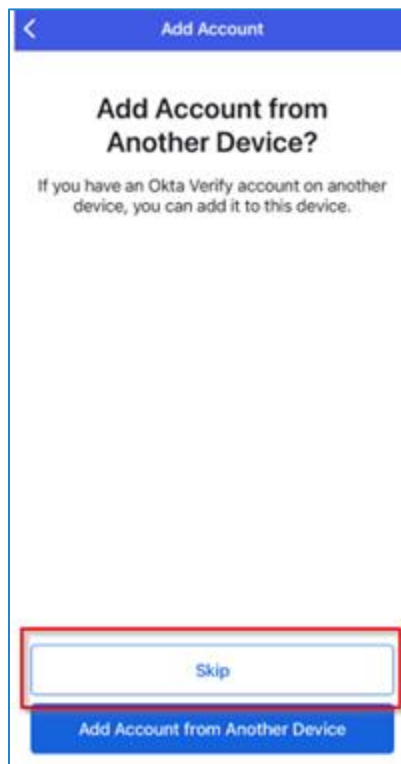 Add Account
Add Account from
Another Device?
If you have an Okta Verify account on another
device, you can add it to this device.
Skip
Add Account from Another Device